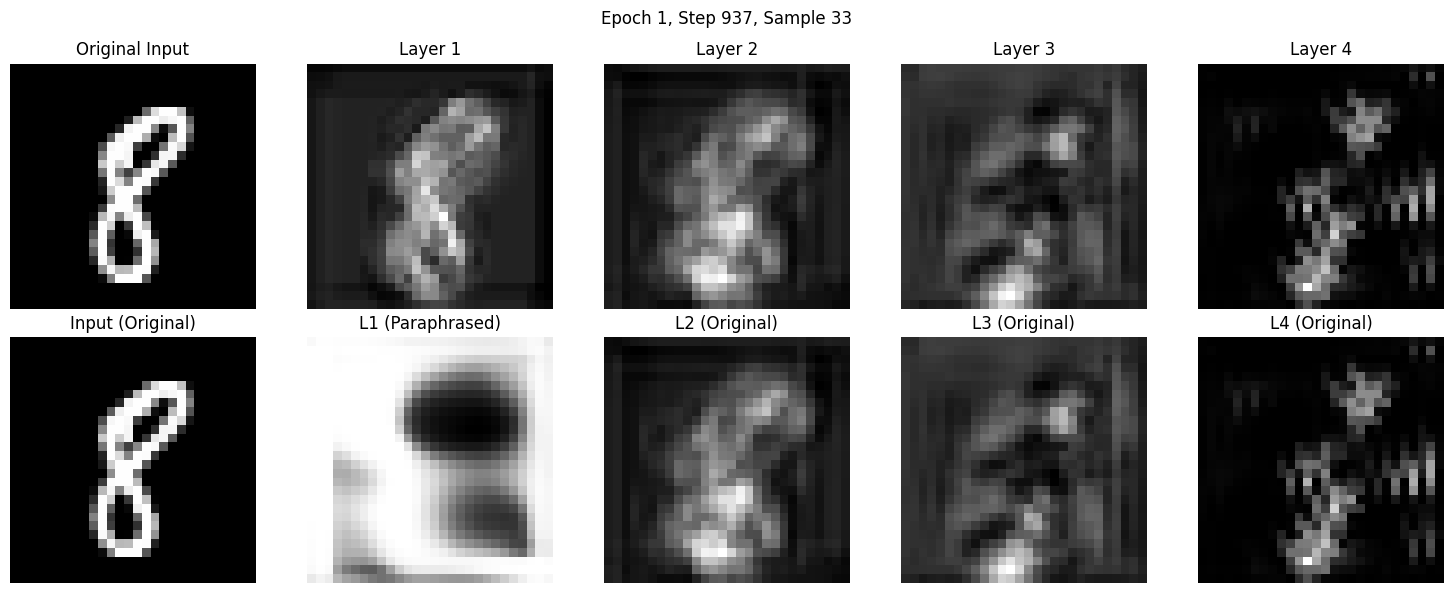 Epoch 1, Step 937, Sample 33
Original Input Layer 1 Layer 2 Layer 3 Layer 4
Input (Original) L1 (Paraphrased) L2 (Original) L3 (Original) L4 (Original)